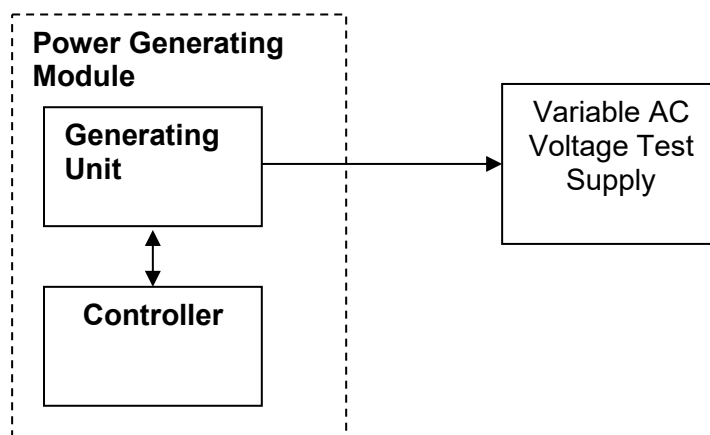 Power Generating
Module
Generating
Unit
Controller
Variable AC
Voltage Test
Supply